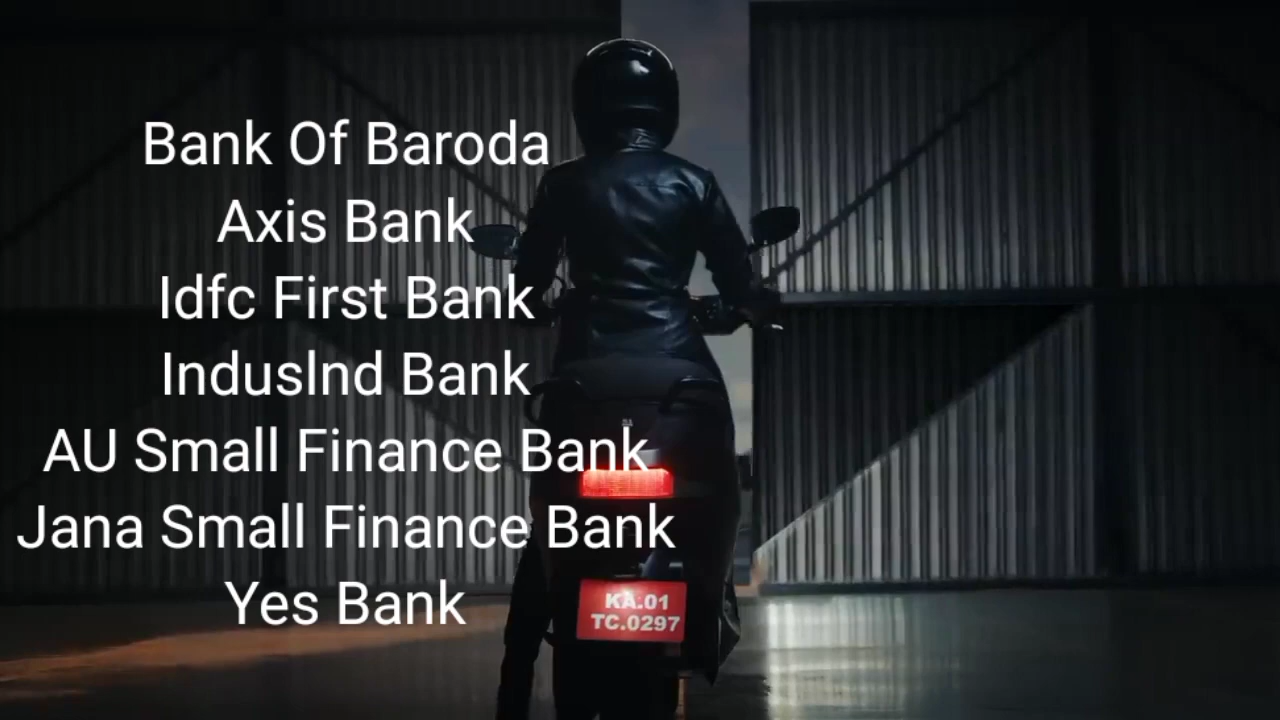 Bank Of Baroda
Axis Bank
Idfc First Bank
IndusInd Bank
AU Small Finance Bank
Jana Small Finance Bank
Yes Bank
KA.01
TC.0297